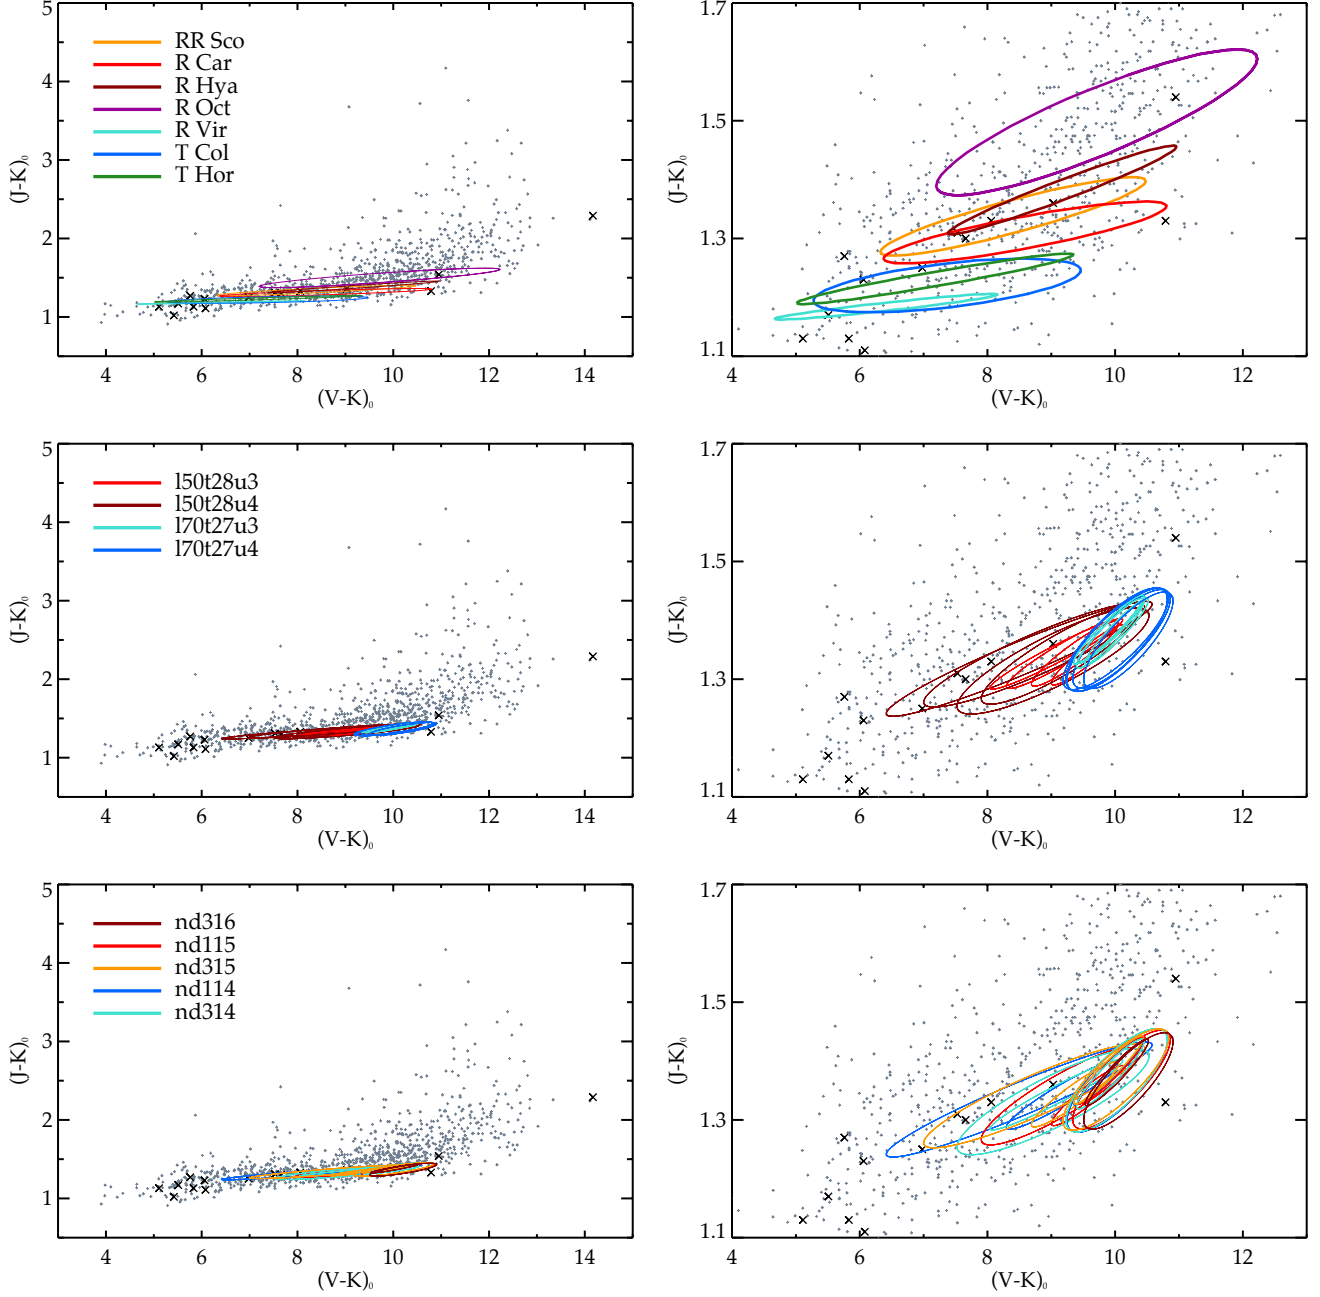 5
4
3
2
1
(J-K)₀
RR Sco
R Car
R Hya
R Oct
R Vir
T Col
T Hor
4 6 8 10 12 14
(V-K)₀
1.7
1.5
1.3
1.1
(J-K)₀
4 6 8 10 12
(V-K)₀
5
4
3
2
1
(J-K)₀
l50t28u3
l50t28u4
l70t27u3
l70t27u4
4 6 8 10 12 14
(V-K)₀
1.7
1.5
1.3
1.1
(J-K)₀
4 6 8 10 12
(V-K)₀
5
4
3
2
1
(J-K)₀
nd316
nd115
nd315
nd114
nd314
4 6 8 10 12 14
(V-K)₀
1.7
1.5
1.3
1.1
(J-K)₀
4 6 8 10 12
(V-K)₀